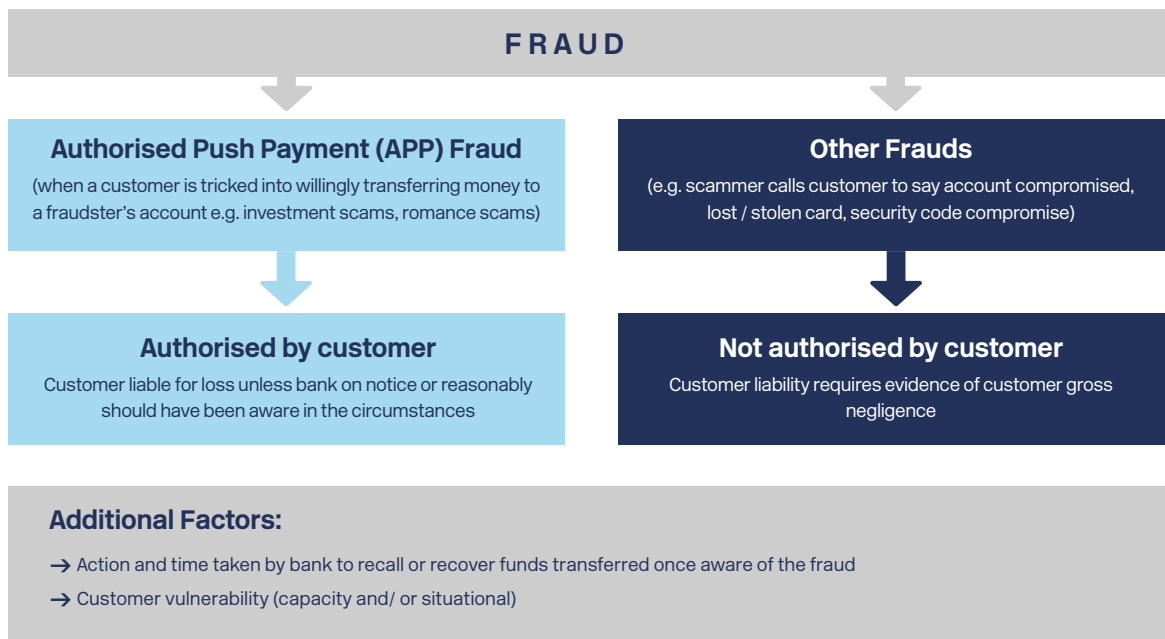 FRAUD
Authorised Push Payment (APP) Fraud
(when a customer is tricked into willingly transferring money to
a fraudster's account e.g. investment scams, romance scams)
Other Frauds
(e.g. scammer calls customer to say account compromised,
lost / stolen card, security code compromise)
Authorised by customer
Customer liable for loss unless bank on notice or reasonably
should have been aware in the circumstances
Not authorised by customer
Customer liability requires evidence of customer gross
negligence
Additional Factors:
→ Action and time taken by bank to recall or recover funds transferred once aware of the fraud
→ Customer vulnerability (capacity and/ or situational)